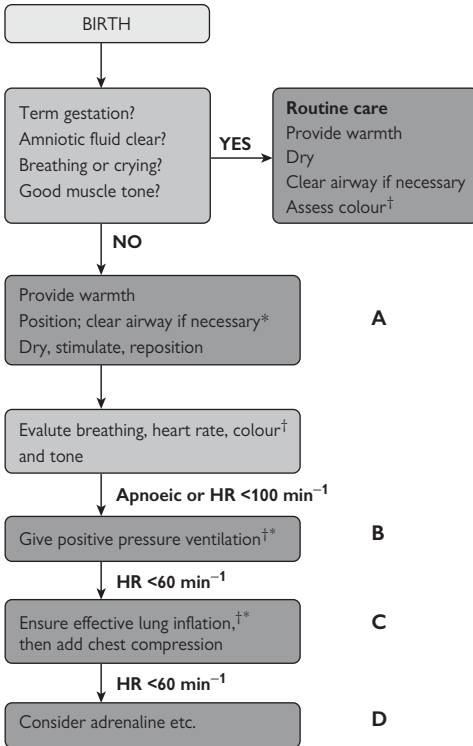 BIRTH
Term gestation?
Amniotic fluid clear?
Breathing or crying?
Good muscle tone?
YES
Routine care
Provide warmth
Dry
Clear airway if necessary
Assess colour†
NO
Provide warmth
Position; clear airway if necessary*
Dry, stimulate, reposition
A
Evalute breathing, heart rate, colour†
and tone
Apnoeic or HR <100 min⁻¹
Give positive pressure ventilation†*
B
HR <60 min⁻¹
Ensure effective lung inflation,†*
then add chest compression
C
HR <60 min⁻¹
Consider adrenaline etc.
D